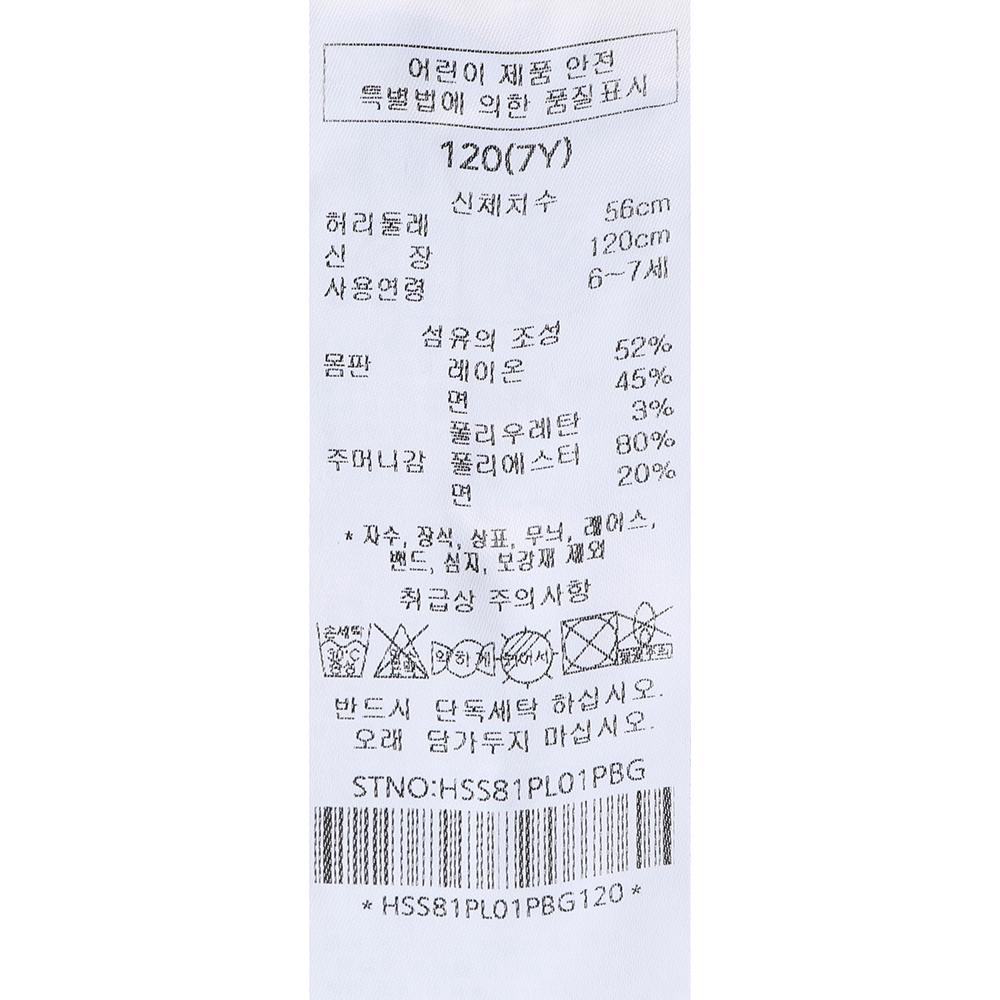 어린이 제품 안전
특별법에 의한 품질표시
120(7Y)
신체치수
허리둘레 56cm
신 장 120cm
사용연령 6~7세
섬유의 조성
몸판 레이온 52%
면 45%
폴리우레탄 3%
주머니감 폴리에스터 80%
면 20%
* 자수, 장식, 상표, 무늬, 레이스,
밴드, 심지, 보강재 제외
취급상 주의사항
손세탁 30°C 중성 약하게
반드시 단독세탁 하십시오.
오래 담가두지 마십시오.
STNO:HSS81PL01PBG
*HSS81PL01PBG120*